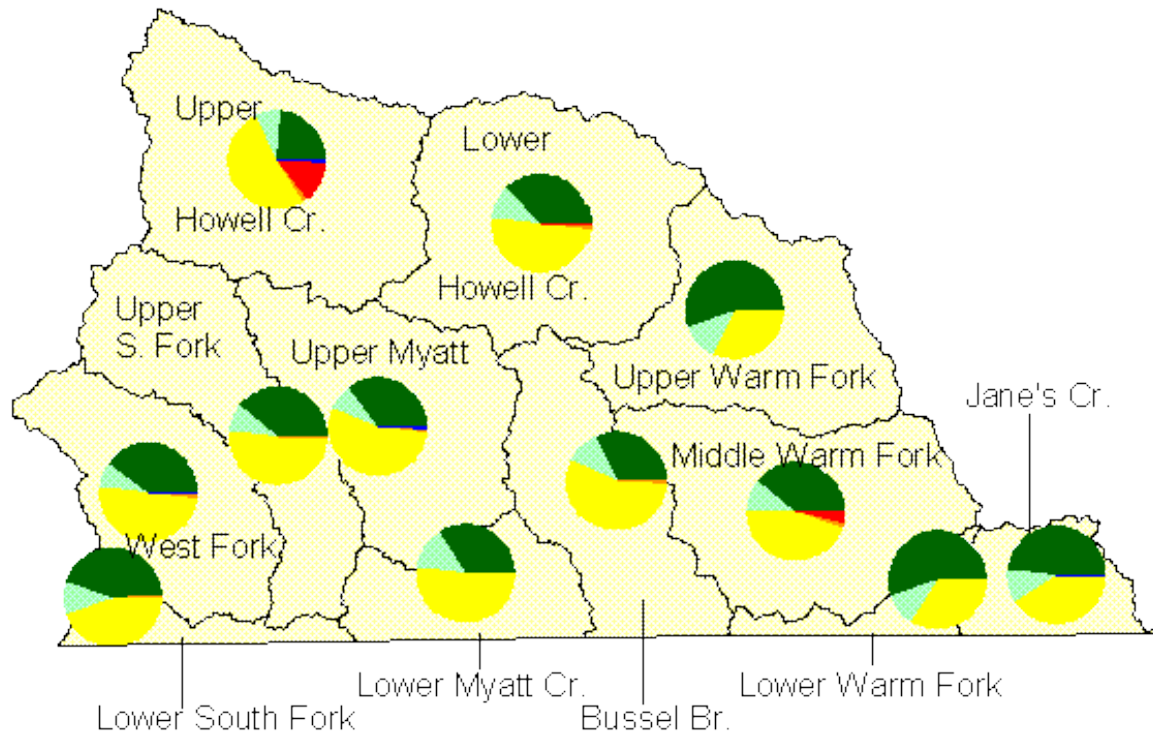 Upper
Howell Cr.
Lower
Howell Cr.
Upper
S. Fork
Upper Myatt
Upper Warm Fork
Jane's Cr.
Middle Warm Fork
West Fork
Lower Myatt Cr.
Lower Warm Fork
Lower South Fork
Bussel Br.